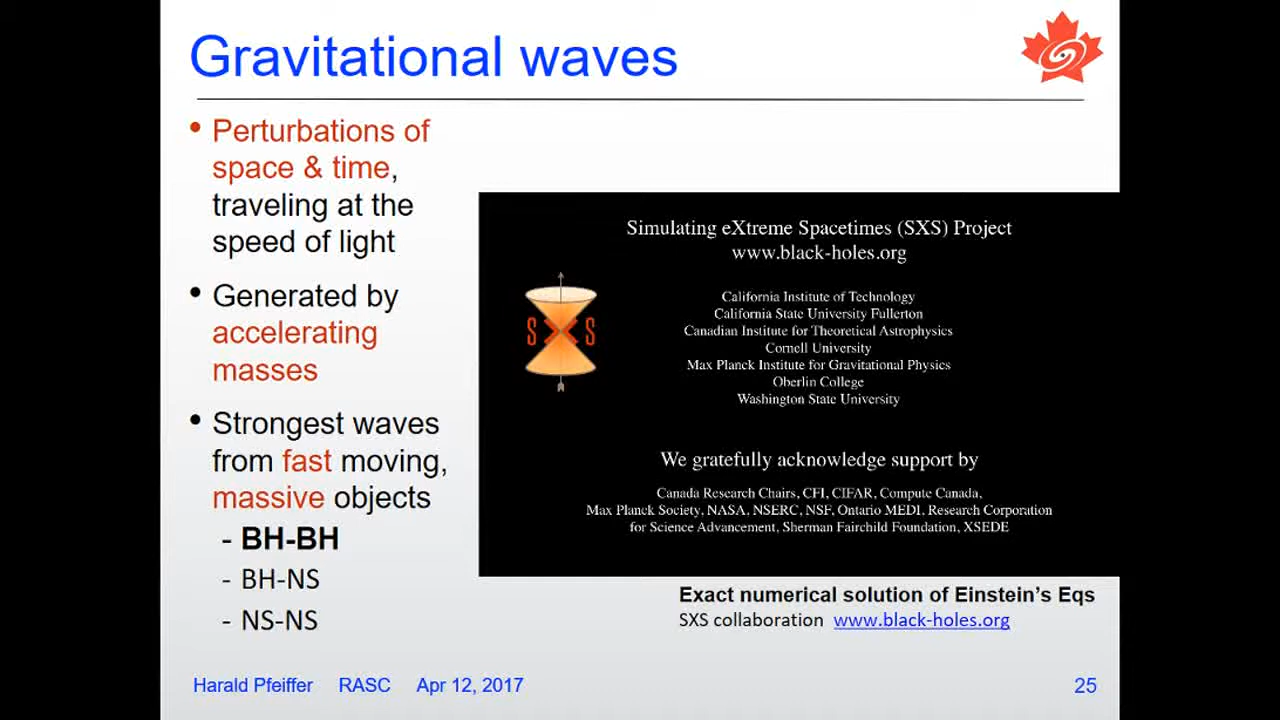 Gravitational waves
• Perturbations of
space & time,
traveling at the
speed of light
• Generated by
accelerating
masses
• Strongest waves
from fast moving,
massive objects
- BH-BH
- BH-NS
- NS-NS
Simulating eXtreme Spacetimes (SXS) Project
www.black-holes.org
SXS
California Institute of Technology
California State University Fullerton
Canadian Institute for Theoretical Astrophysics
Cornell University
Max Planck Institute for Gravitational Physics
Oberlin College
Washington State University
We gratefully acknowledge support by
Canada Research Chairs, CFI, CIFAR, Compute Canada,
Max Planck Society, NASA, NSERC, NSF, Ontario MEDI, Research Corporation
for Science Advancement, Sherman Fairchild Foundation, XSEDE
Exact numerical solution of Einstein's Eqs
SXS collaboration www.black-holes.org
Harald Pfeiffer RASC Apr 12, 2017 25